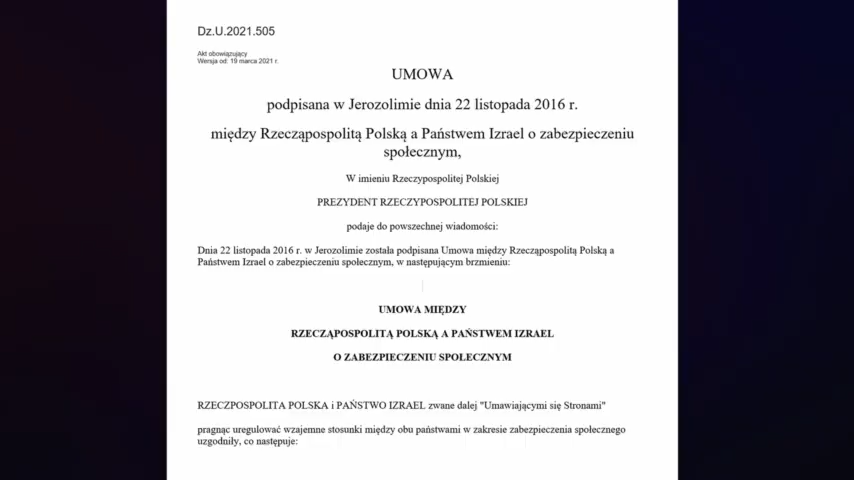 Dz.U.2021.505
Akt obowiązujący
Wersja od: 19 marca 2021 r.
UMOWA
podpisana w Jerozolimie dnia 22 listopada 2016 r.
między Rzecząpospolitą Polską a Państwem Izrael o zabezpieczeniu
społecznym,
W imieniu Rzeczypospolitej Polskiej
PREZYDENT RZECZYPOSPOLITEJ POLSKIEJ
podaje do powszechnej wiadomości:
Dnia 22 listopada 2016 r. w Jerozolimie została podpisana Umowa między Rzecząpospolitą Polską a
Państwem Izrael o zabezpieczeniu społecznym, w następującym brzmieniu:
UMOWA MIĘDZY
RZECZĄPOSPOLITĄ POLSKĄ A PAŃSTWEM IZRAEL
O ZABEZPIECZENIU SPOŁECZNYM
RZECZPOSPOLITA POLSKA i PAŃSTWO IZRAEL zwane dalej "Umawiającymi się Stronami"
pragnąc uregulować wzajemne stosunki między obu państwami w zakresie zabezpieczenia społecznego
uzgodniły, co następuje: